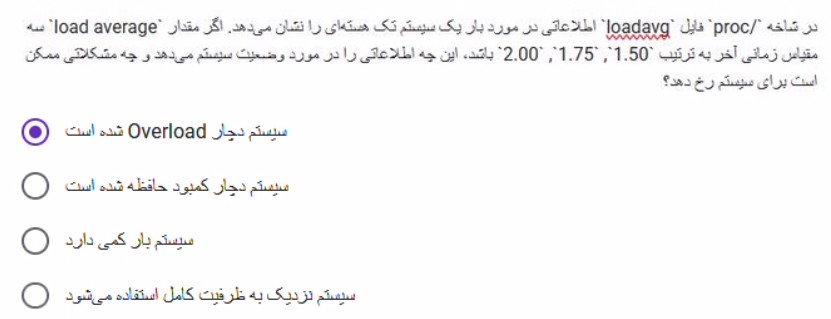 در شاخه `/proc` فایل `loadavg` اطلاعاتی در مورد بار یک سیستم تک هسته‌ای را نشان می‌دهد. اگر مقدار `load average` سه
مقیاس زمانی آخر به ترتیب `1.50`, `1.75`, `2.00` باشد، این چه اطلاعاتی را در مورد وضعیت سیستم می‌دهد و چه مشکلاتی ممکن
است برای سیستم رخ دهد؟
سیستم دچار Overload شده است
سیستم دچار کمبود حافظه شده است
سیستم بار کمی دارد
سیستم نزدیک به ظرفیت کامل استفاده می‌شود